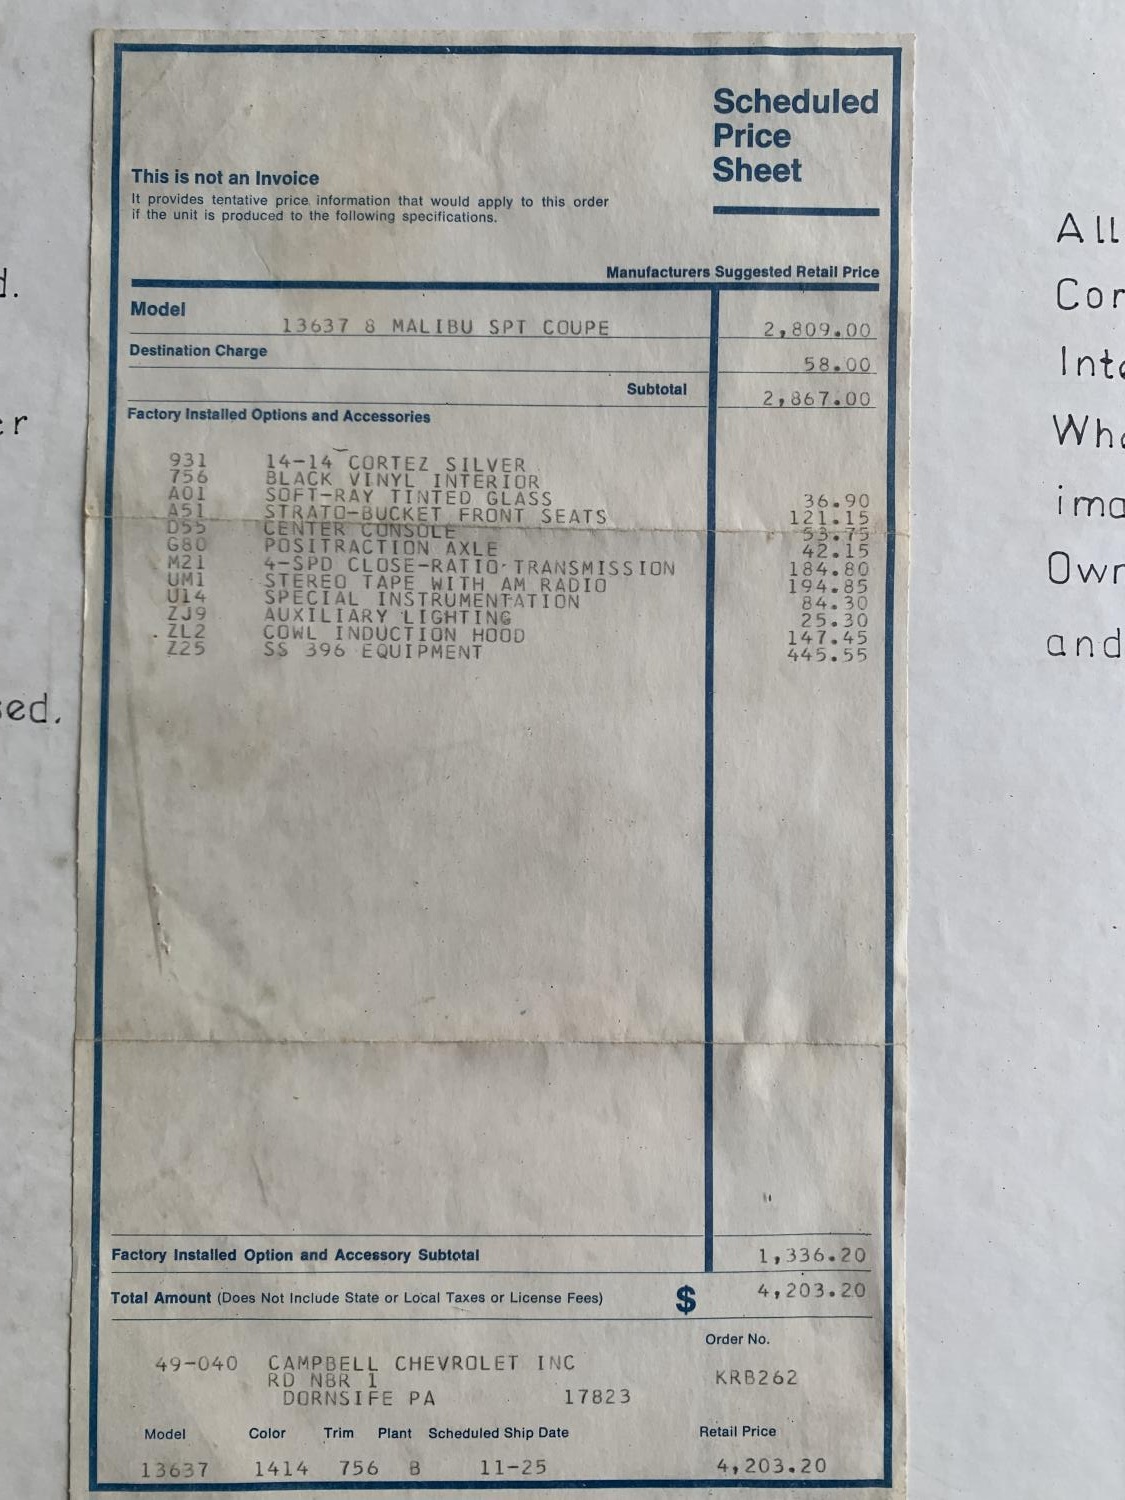 Scheduled
Price
Sheet
This is not an Invoice
It provides tentative price information that would apply to this order
if the unit is produced to the following specifications.
Manufacturers Suggested Retail Price
Model
13637 8 MALIBU SPT COUPE 2,809.00
Destination Charge 58.00
Subtotal 2,867.00
Factory Installed Options and Accessories
931 14-14 CORTEZ SILVER
756 BLACK VINYL INTERIOR
A01 SOFT-RAY TINTED GLASS 36.90
A51 STRATO-BUCKET FRONT SEATS 121.15
D55 CENTER CONSOLE 53.75
G80 POSITRACTION AXLE 42.15
M21 4-SPD CLOSE-RATIO TRANSMISSION 184.80
UM1 STEREO TAPE WITH AM RADIO 194.85
U14 SPECIAL INSTRUMENTATION 84.30
ZJ9 AUXILIARY LIGHTING 25.30
ZL2 COWL INDUCTION HOOD 147.45
Z25 SS 396 EQUIPMENT 445.55
Factory Installed Option and Accessory Subtotal 1,336.20
Total Amount (Does Not Include State or Local Taxes or License Fees) $ 4,203.20
Order No.
49-040 CAMPBELL CHEVROLET INC
RD NBR 1 KRB262
DORNSIFE PA 17823
Model Color Trim Plant Scheduled Ship Date Retail Price
13637 1414 756 B 11-25 4,203.20
All
and